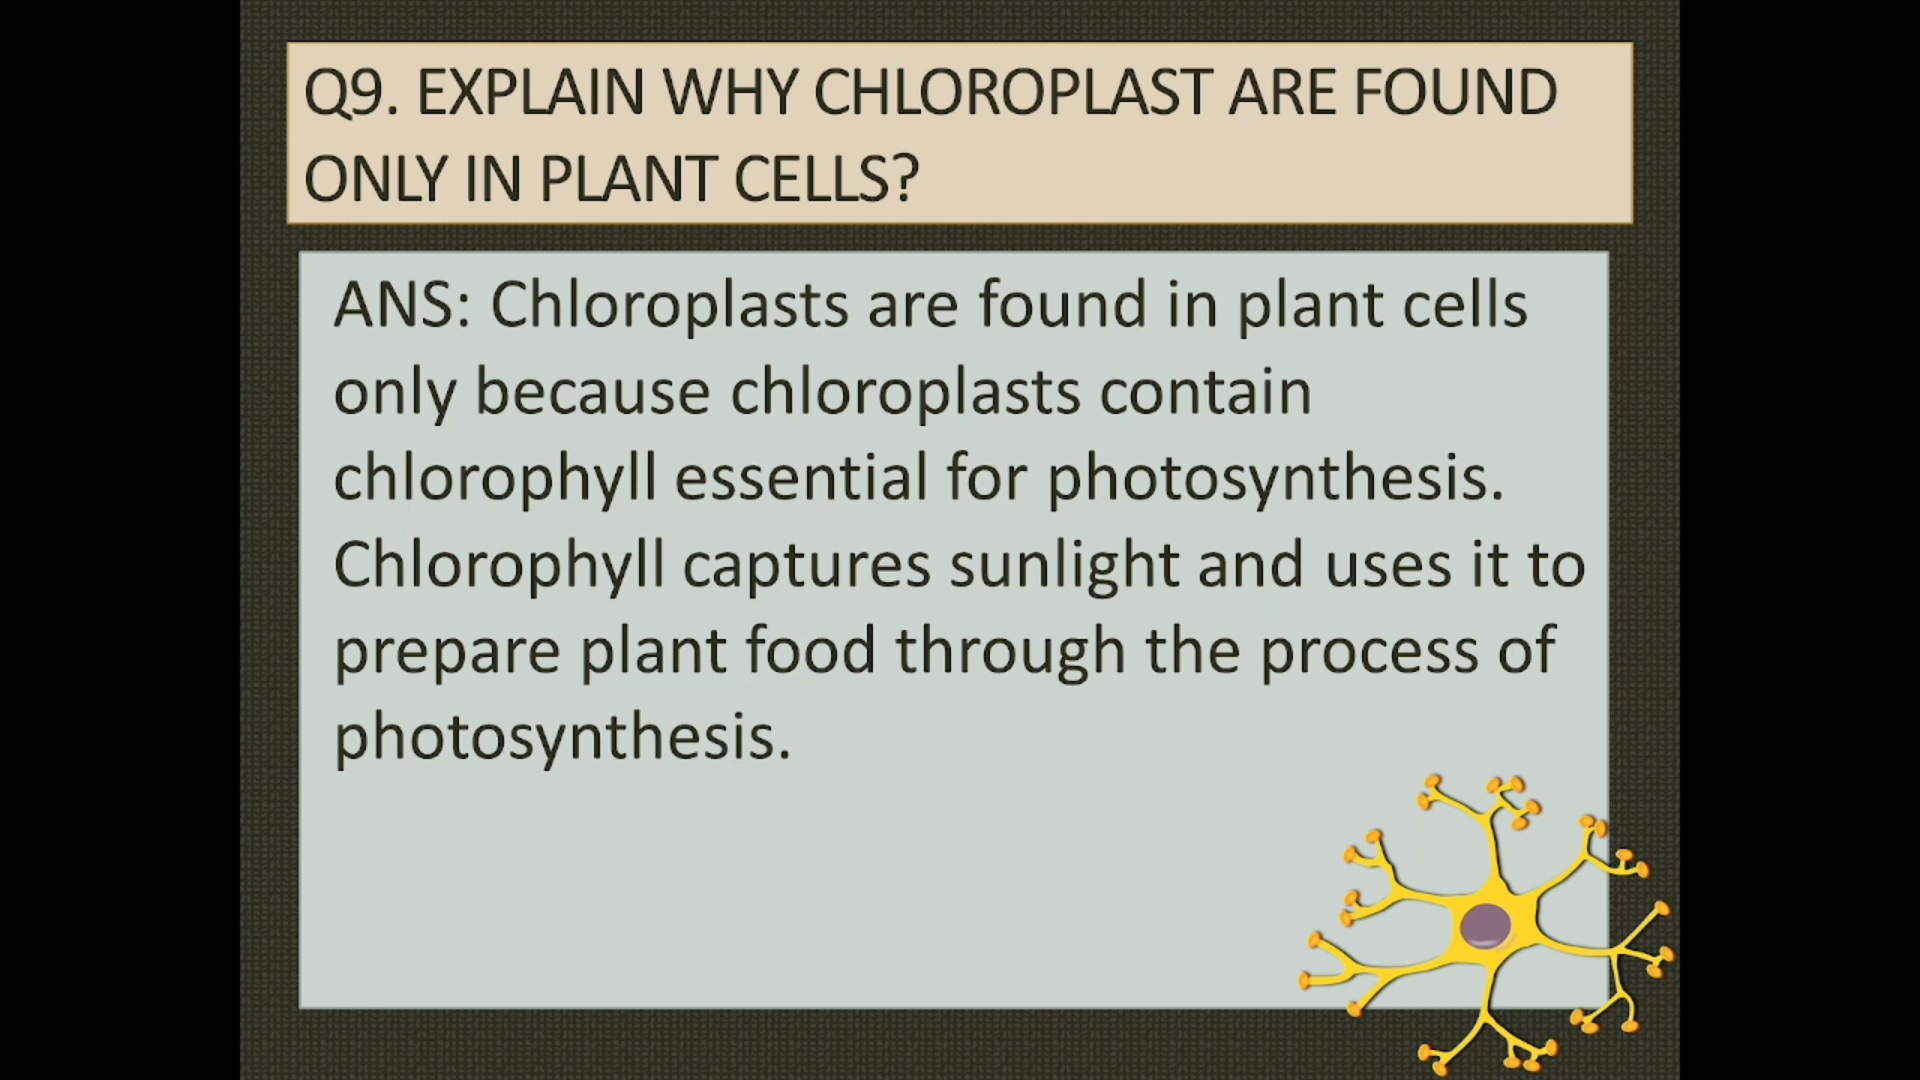 Q9. EXPLAIN WHY CHLOROPLAST ARE FOUND
ONLY IN PLANT CELLS?
ANS: Chloroplasts are found in plant cells
only because chloroplasts contain
chlorophyll essential for photosynthesis.
Chlorophyll captures sunlight and uses it to
prepare plant food through the process of
photosynthesis.